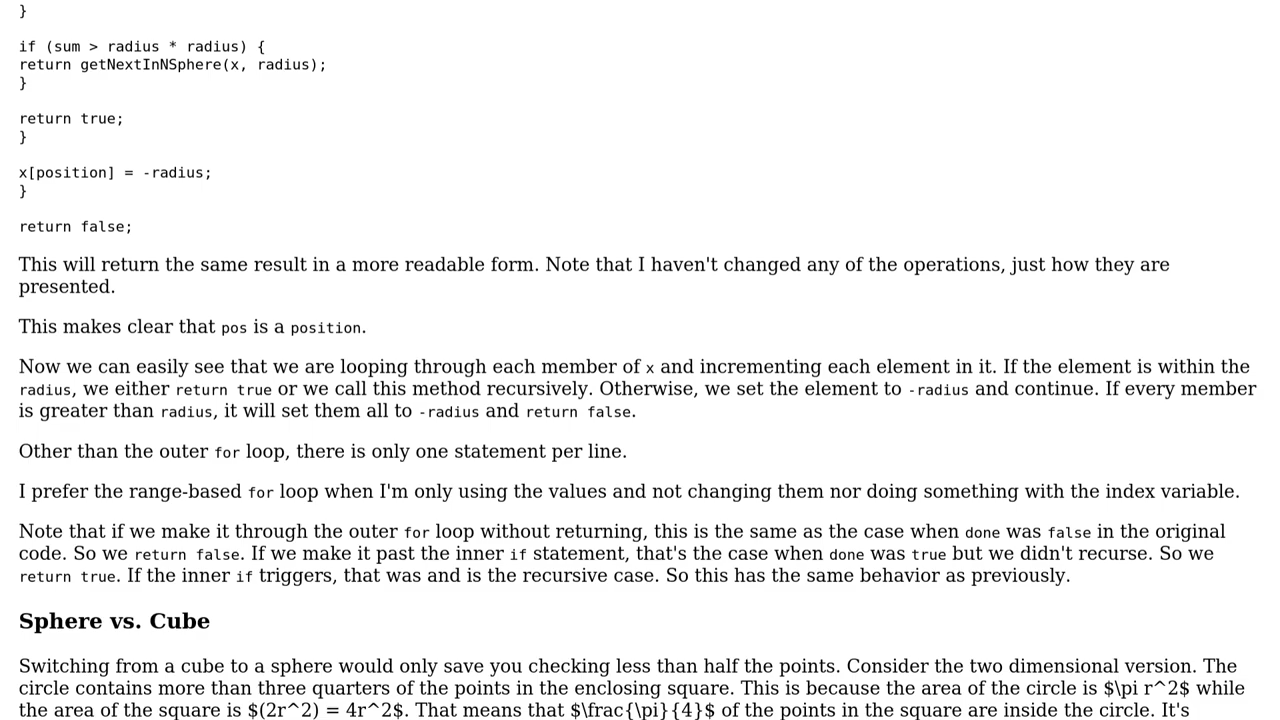 }
if (sum > radius * radius) {
return getNextInNSphere(x, radius);
}
return true;
}
x[position] = -radius;
}
return false;
This will return the same result in a more readable form. Note that I haven't changed any of the operations, just how they are
presented.
This makes clear that pos is a position.
Now we can easily see that we are looping through each member of x and incrementing each element in it. If the element is within the
radius, we either return true or we call this method recursively. Otherwise, we set the element to -radius and continue. If every member
is greater than radius, it will set them all to -radius and return false.
Other than the outer for loop, there is only one statement per line.
I prefer the range-based for loop when I'm only using the values and not changing them nor doing something with the index variable.
Note that if we make it through the outer for loop without returning, this is the same as the case when done was false in the original
code. So we return false. If we make it past the inner if statement, that's the case when done was true but we didn't recurse. So we
return true. If the inner if triggers, that was and is the recursive case. So this has the same behavior as previously.
Sphere vs. Cube
Switching from a cube to a sphere would only save you checking less than half the points. Consider the two dimensional version. The
circle contains more than three quarters of the points in the enclosing square. This is because the area of the circle is $\pi r^2$ while
the area of the square is $(2r^2) = 4r^2$. That means that $\frac{\pi}{4}$ of the points in the square are inside the circle. It's